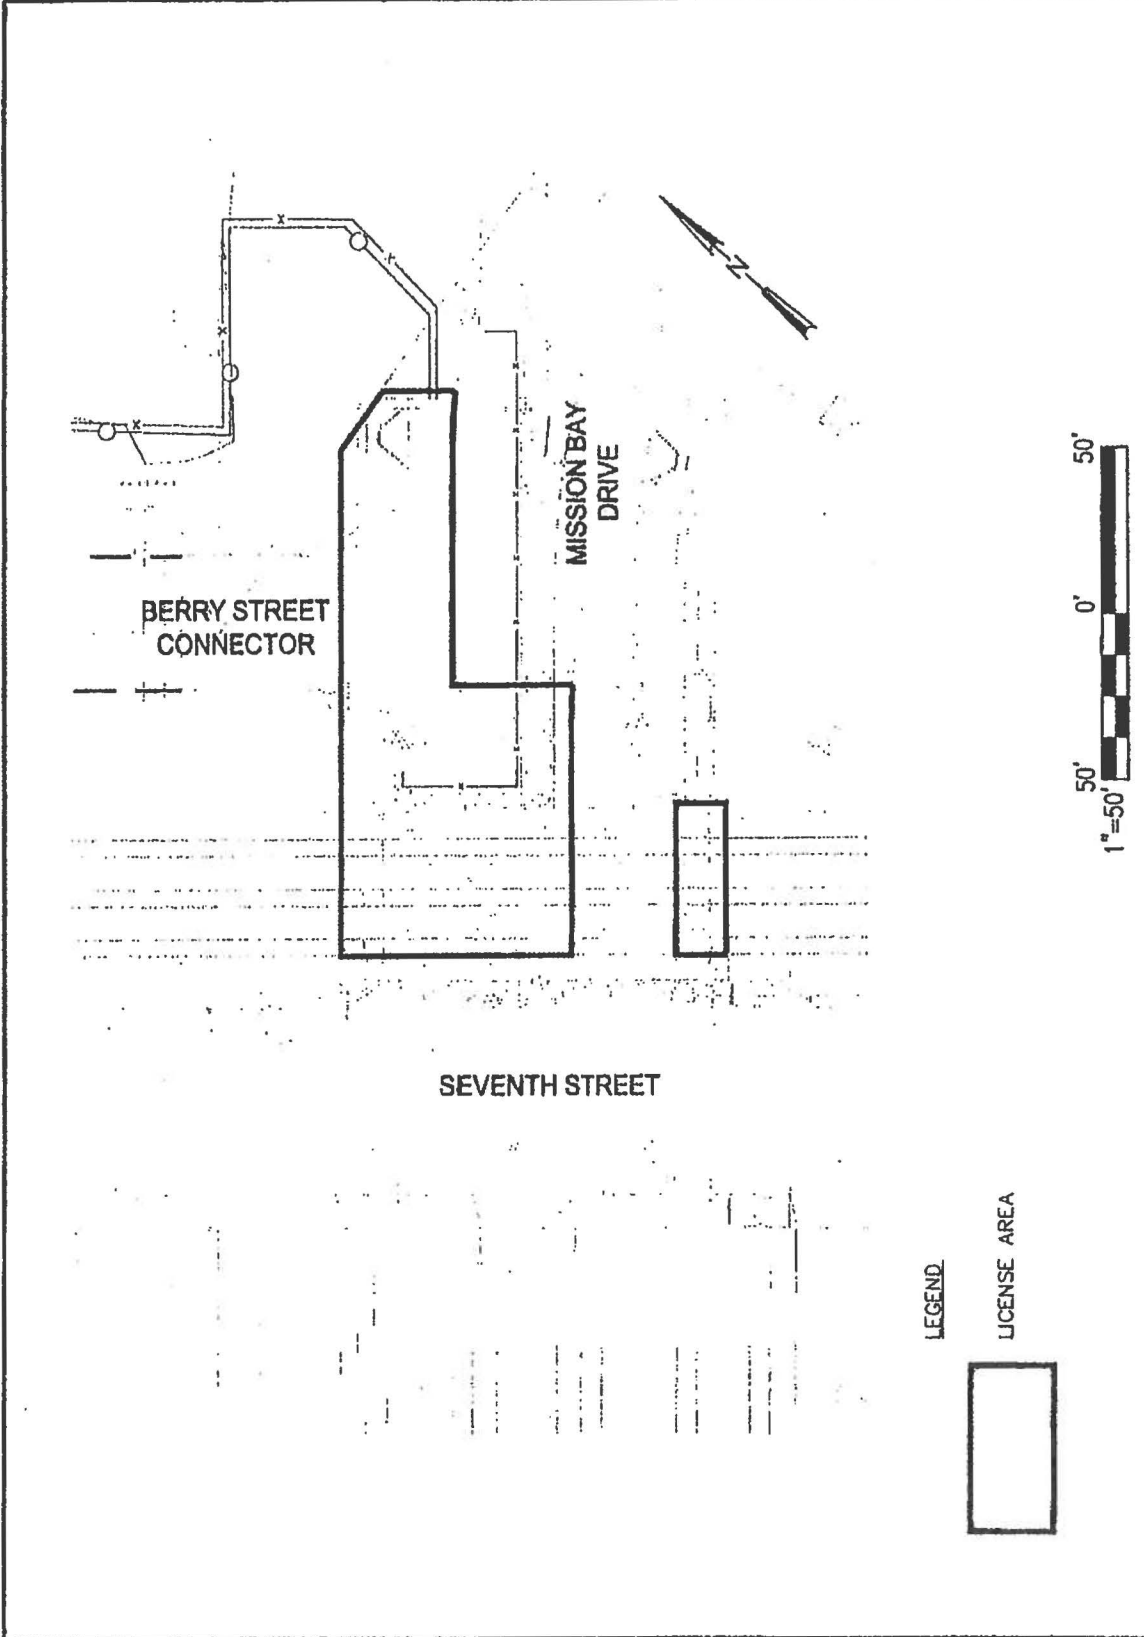 BERRY STREET
CONNECTOR
MISSION BAY
DRIVE
N
50'
0'
50'
1"=50'
SEVENTH STREET
LEGEND
LICENSE AREA